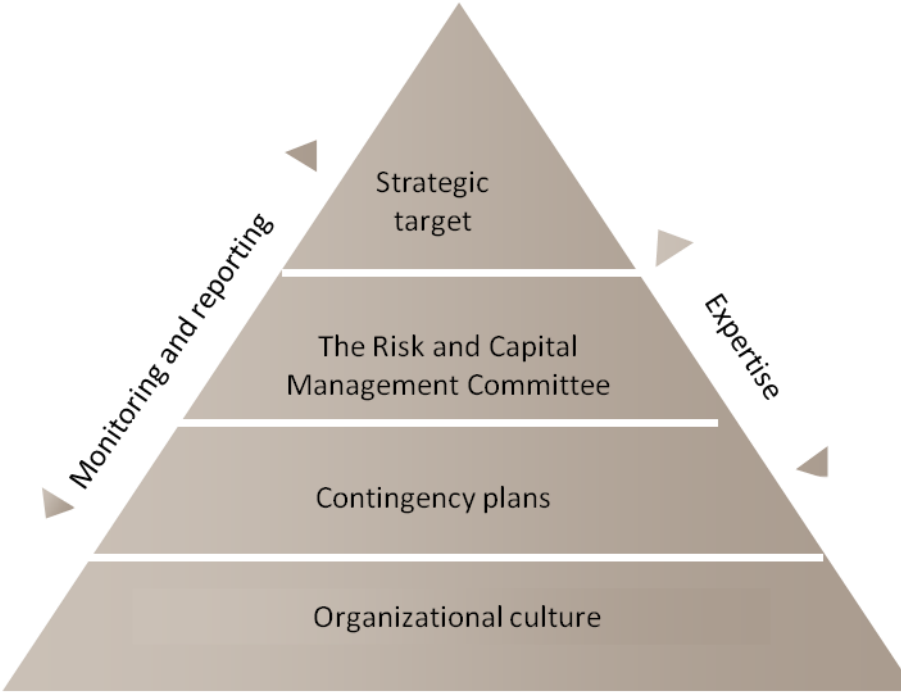 Strategic
target
Monitoring and reporting
Expertise
The Risk and Capital
Management Committee
Contingency plans
Organizational culture